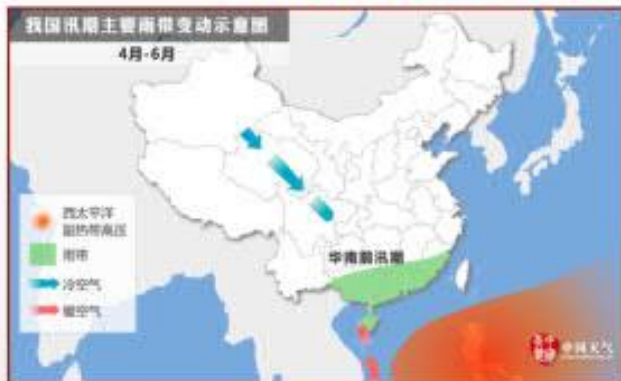 我国汛期主要雨带变动示意图
4月-6月
华南前汛期
西太平洋
副热带高压
雨带
冷空气
暖空气
中国天气